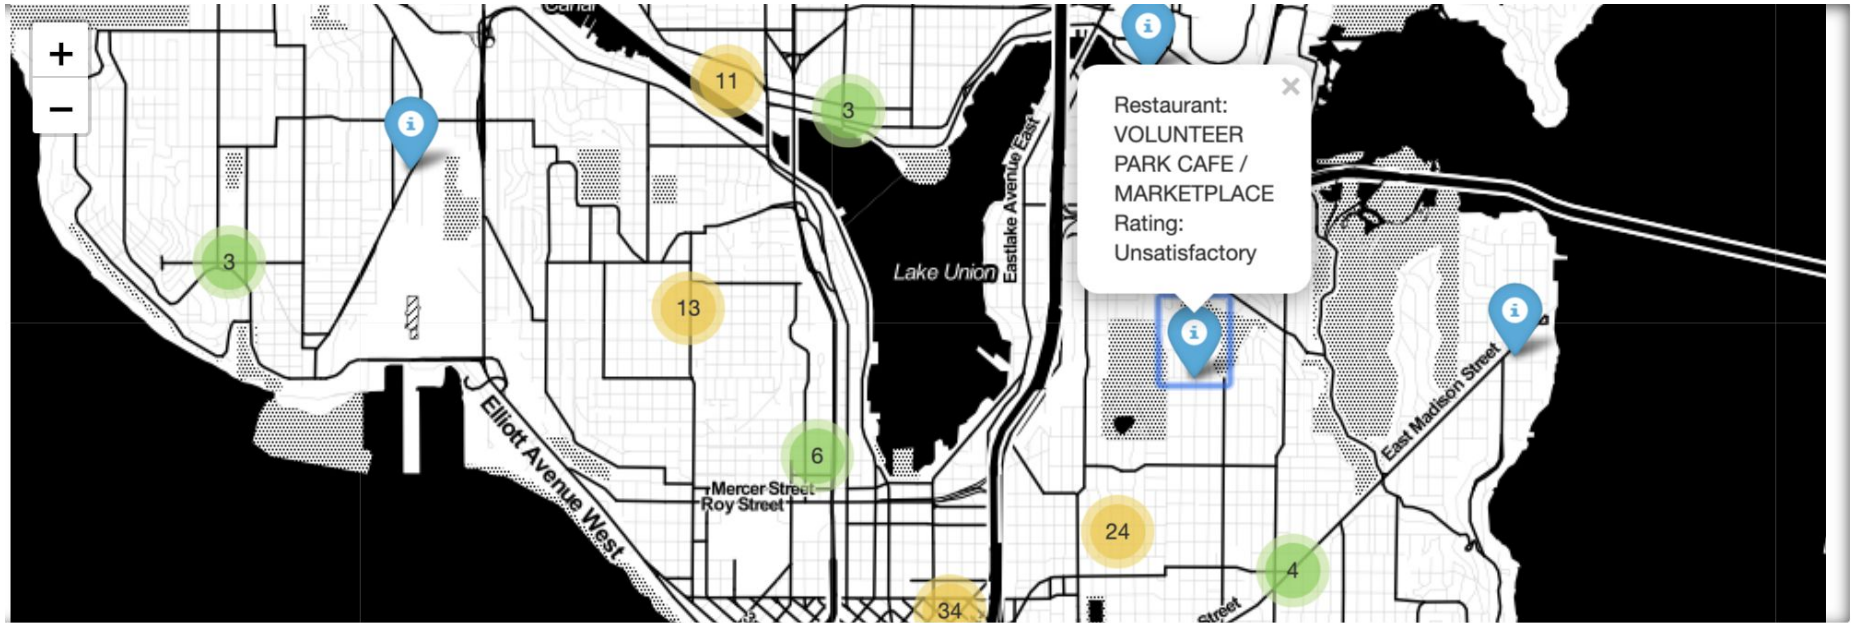 Canal
+
−
11
3
3
13
6
24
4
34
Lake Union
Eastlake Avenue East
Restaurant:
VOLUNTEER
PARK CAFE /
MARKETPLACE
Rating:
Unsatisfactory
×
East Madison Street
Elliott Avenue West
Mercer Street
Roy Street
Street